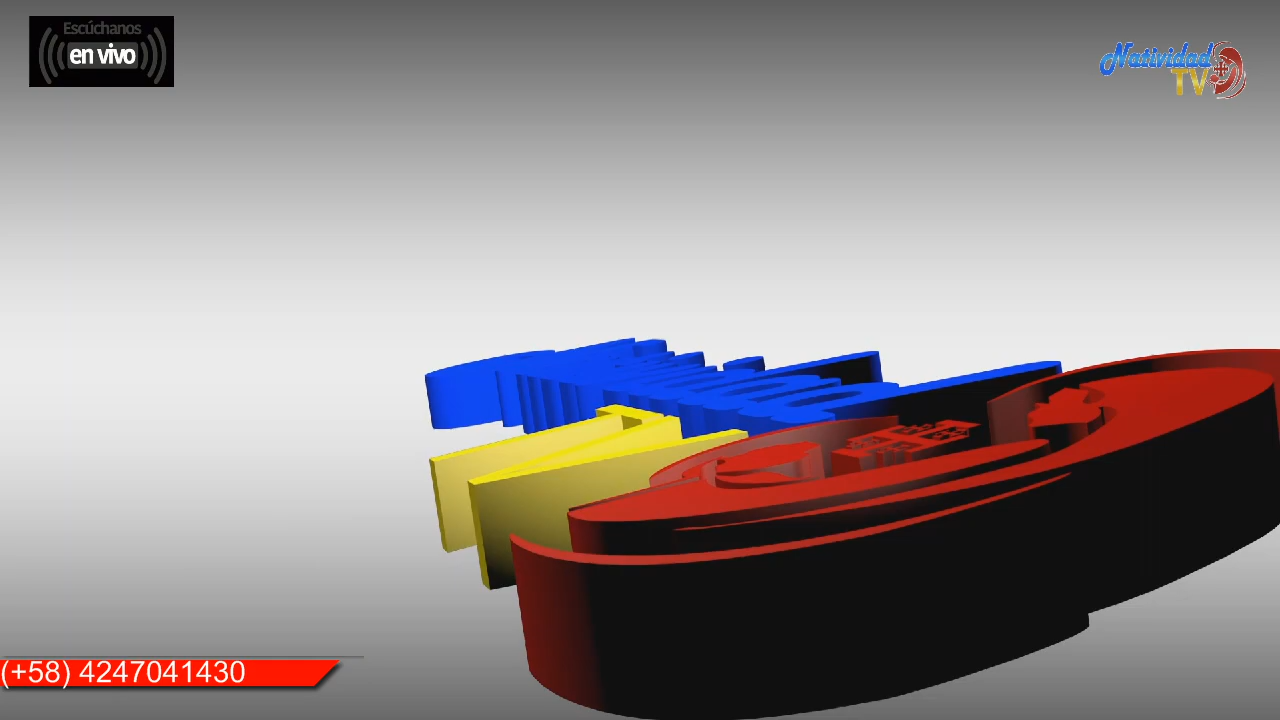 Escúchanos
en vivo
Natividad
TV
(+58) 4247041430